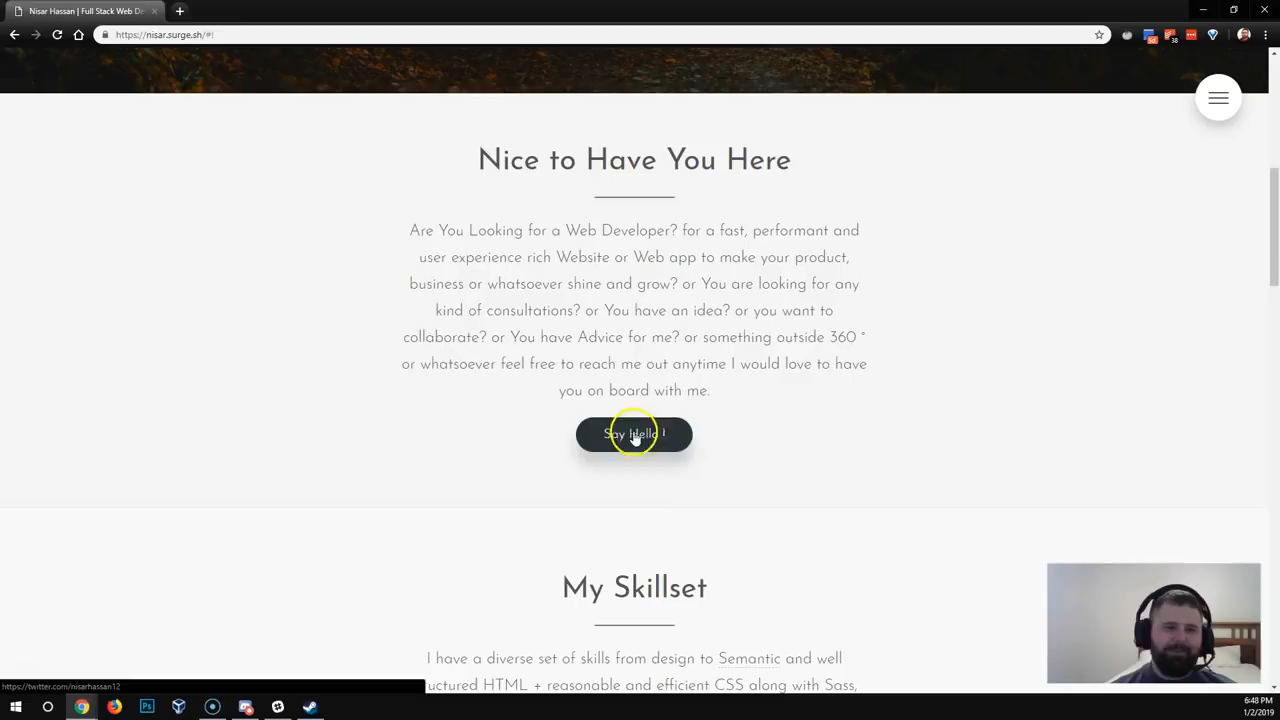 Nisar Hassan | Full Stack Web De
https://nisar.surge.sh/#!
5d
38
Nice to Have You Here
Are You Looking for a Web Developer? for a fast, performant and
user experience rich Website or Web app to make your product,
business or whatsoever shine and grow? or You are looking for any
kind of consultations? or You have an idea? or you want to
collaborate? or You have Advice for me? or something outside 360 °
or whatsoever feel free to reach me out anytime I would love to have
you on board with me.
Say Hello !
My Skillset
I have a diverse set of skills from design to Semantic and well
uctured HTML + reasonable and efficient CSS along with Sass,
https://twitter.com/nisarhassan12
6:48 PM
1/2/2019